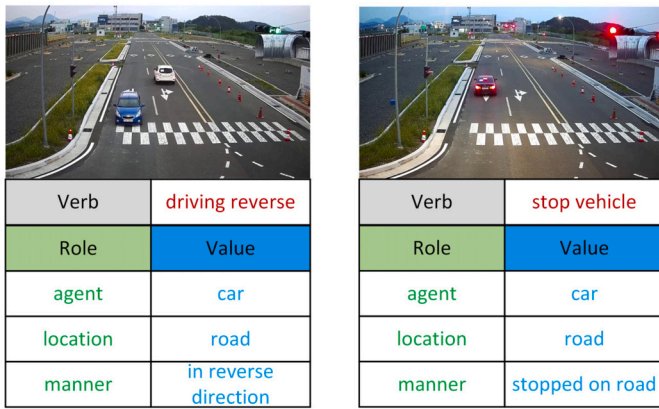 Verb driving reverse
Role Value
agent car
location road
manner in reverse
direction
Verb stop vehicle
Role Value
agent car
location road
manner stopped on road